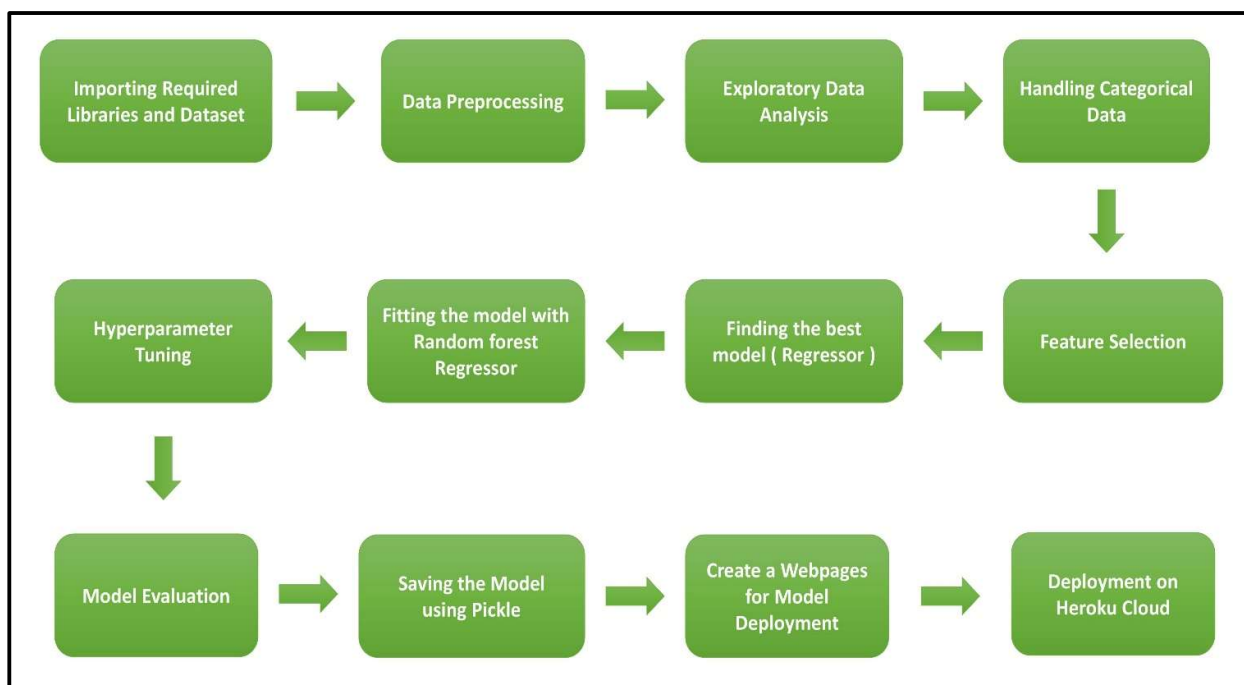 Importing Required
Libraries and Dataset
Data Preprocessing
Exploratory Data
Analysis
Handling Categorical
Data
Feature Selection
Finding the best
model ( Regressor )
Fitting the model with
Random forest
Regressor
Hyperparameter
Tuning
Model Evaluation
Saving the Model
using Pickle
Create a Webpages
for Model
Deployment
Deployment on
Heroku Cloud